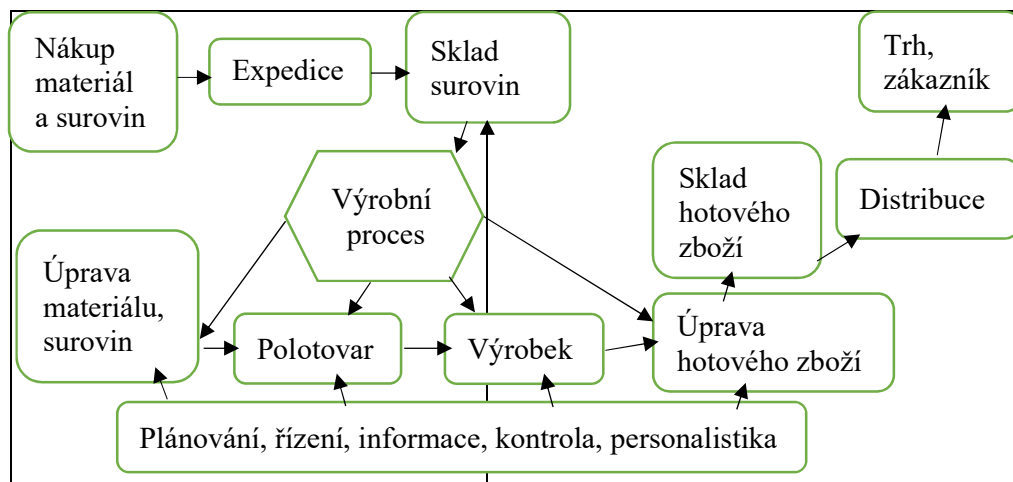 Nákup
materiál
a surovin
Expedice
Sklad
surovin
Trh,
zákazník
Výrobní
proces
Sklad
hotového
zboží
Distribuce
Úprava
materiálu,
surovin
Polotovar
Výrobek
Úprava
hotového zboží
Plánování, řízení, informace, kontrola, personalistika